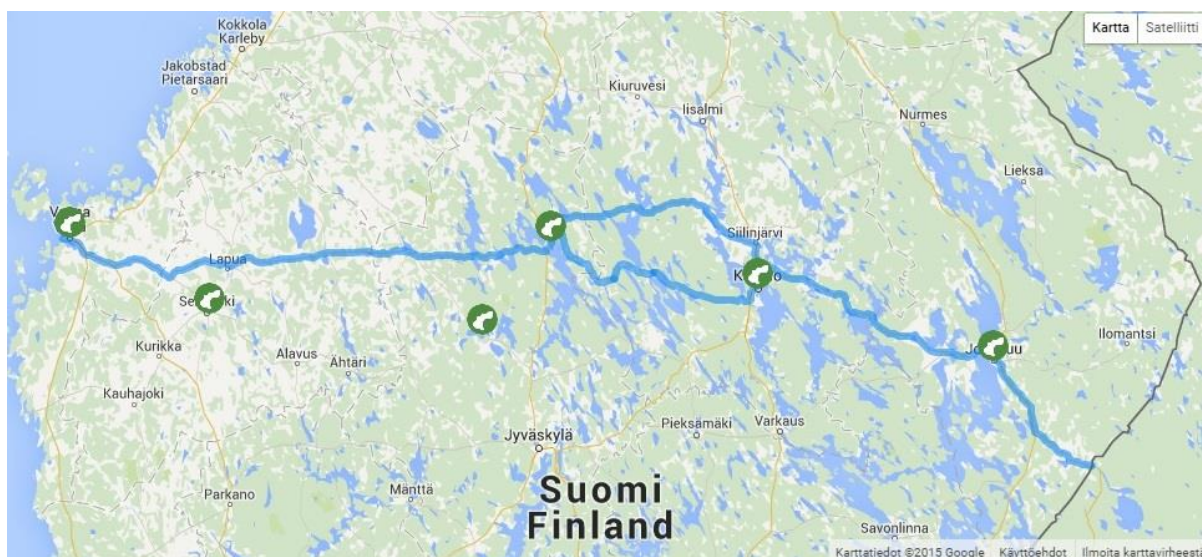 Kokkola
Karleby
Kartta
Satelliitti
Jakobstad
Pietarsaari
Kiuruvesi
Iisalmi
Nurmes
Lieksa
Siilinjärvi
Lapua
Ilomantsi
Kurikka
Alavus
Ähtäri
Kauhajoki
Pieksämäki
Varkaus
Jyväskylä
Mänttä
Parkano
Suomi
Finland
Savonlinna
Karttatiedot ©2015 Google
Käyttöehdot
Ilmoita karttavirheestä